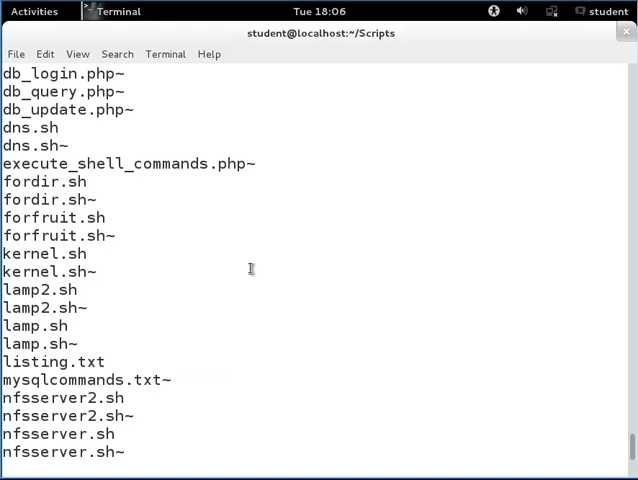 Activities Terminal Tue 18:06 student
student@localhost:~/Scripts
File Edit View Search Terminal Help
db_login.php~
db_query.php~
db_update.php~
dns.sh
dns.sh~
execute_shell_commands.php~
fordir.sh
fordir.sh~
forfruit.sh
forfruit.sh~
kernel.sh
kernel.sh~
lamp2.sh
lamp2.sh~
lamp.sh
lamp.sh~
listing.txt
mysqlcommands.txt~
nfsserver2.sh
nfsserver2.sh~
nfsserver.sh
nfsserver.sh~